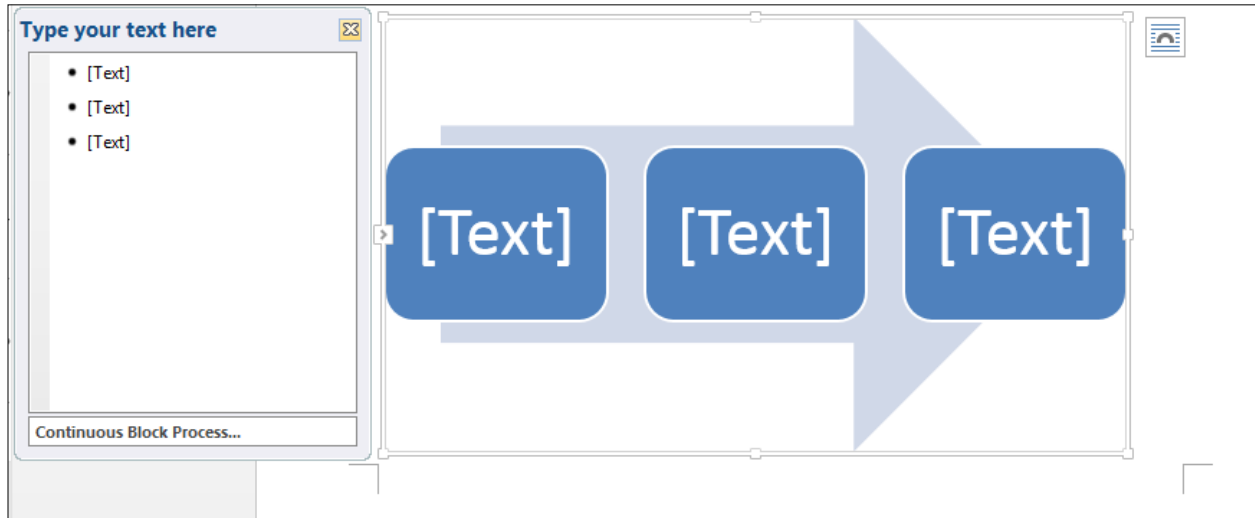 Type your text here
[Text]
[Text]
[Text]
Continuous Block Process...
[Text] [Text] [Text]